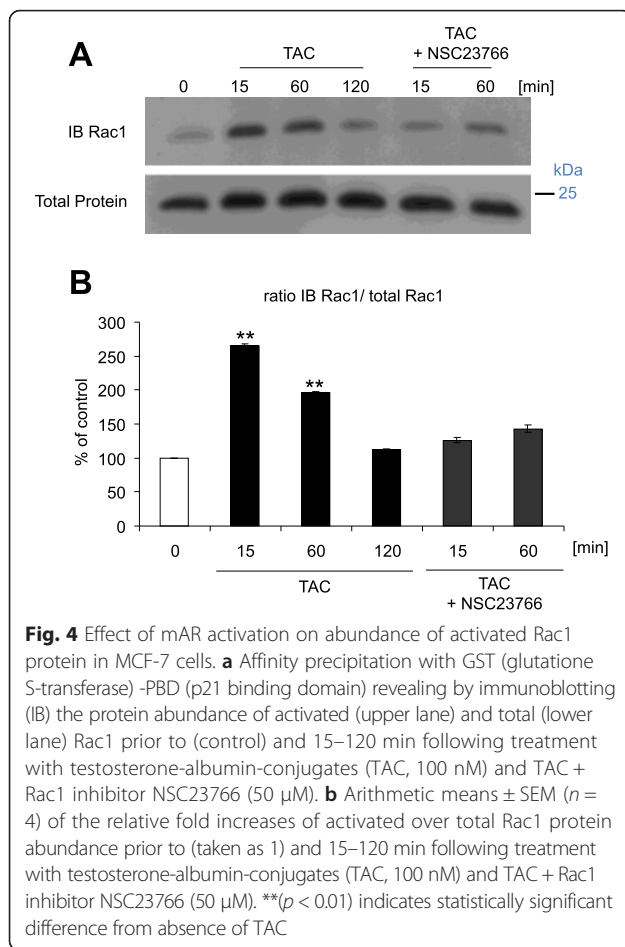 A
TAC
TAC
+ NSC23766
0 15 60 120 15 60 [min]
IB Rac1
kDa
25
Total Protein
B
ratio IB Rac1/ total Rac1
% of control
300
250
200
150
100
50
0
**
**
0 15 60 120 15 60 [min]
TAC
TAC
+ NSC23766
Fig. 4 Effect of mAR activation on abundance of activated Rac1
protein in MCF-7 cells. a Affinity precipitation with GST (glutatione
S-transferase) -PBD (p21 binding domain) revealing by immunoblotting
(IB) the protein abundance of activated (upper lane) and total (lower
lane) Rac1 prior to (control) and 15–120 min following treatment
with testosterone-albumin-conjugates (TAC, 100 nM) and TAC +
Rac1 inhibitor NSC23766 (50 μM). b Arithmetic means ± SEM (n =
4) of the relative fold increases of activated over total Rac1 protein
abundance prior to (taken as 1) and 15–120 min following treatment
with testosterone-albumin-conjugates (TAC, 100 nM) and TAC + Rac1
inhibitor NSC23766 (50 μM). **(p < 0.01) indicates statistically significant
difference from absence of TAC